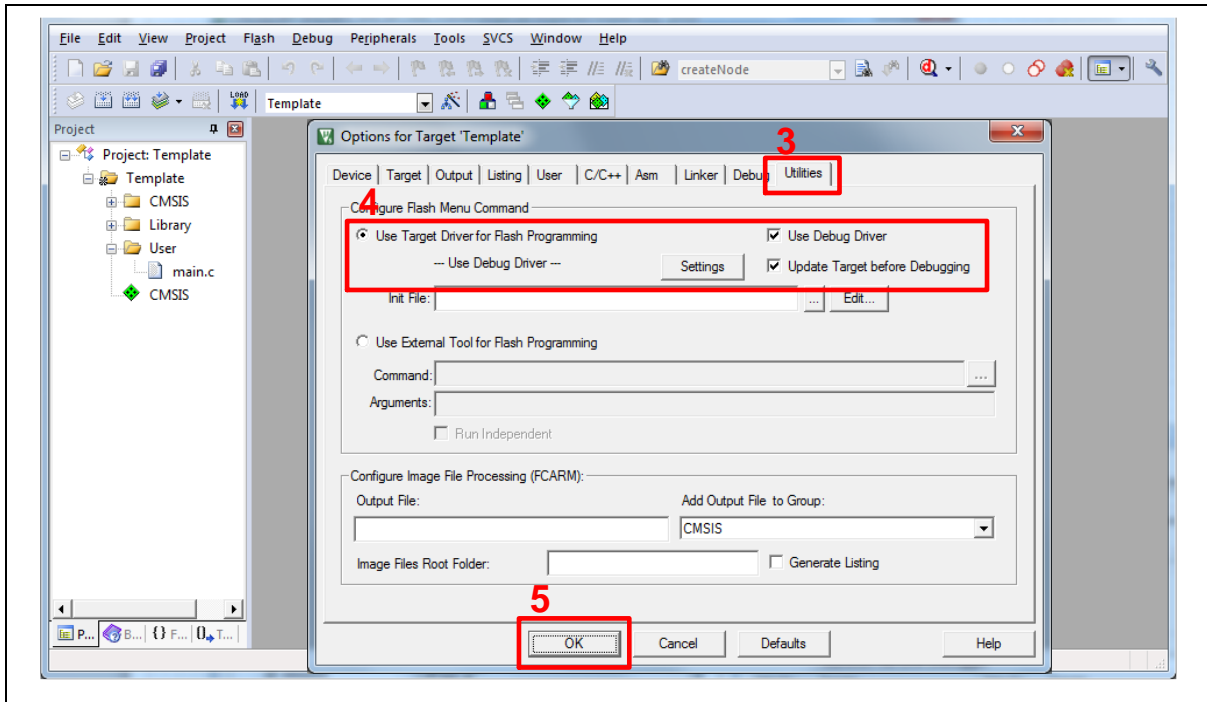 File Edit View Project Flash Debug Peripherals Tools SVCS Window Help
createNode
LOAD Template
Project
Options for Target 'Template'
3
Project: Template
Template
CMSIS
Library
User
main.c
CMSIS
Device Target Output Listing User C/C++ Asm Linker Debug Utilities
4
Configure Flash Menu Command
Use Target Driver for Flash Programming Use Debug Driver
--- Use Debug Driver --- Settings Update Target before Debugging
Init File: ... Edit...
Use External Tool for Flash Programming
Command: ...
Arguments:
Run Independent
Configure Image File Processing (FCARM):
Output File: Add Output File to Group:
CMSIS
Image Files Root Folder: Generate Listing
5
P... B... {} F... 0 T...
OK Cancel Defaults Help